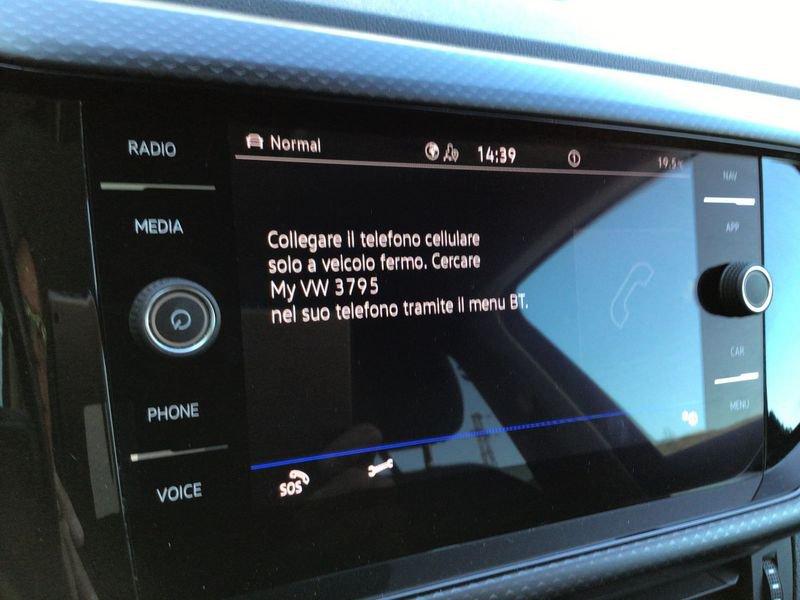 RADIO
Normal
14:39
19.5
NAV
MEDIA
APP
Collegare il telefono cellulare
solo a veicolo fermo. Cercare
My VW 3795
nel suo telefono tramite il menu BT.
CAR
PHONE
MENU
SOS
VOICE